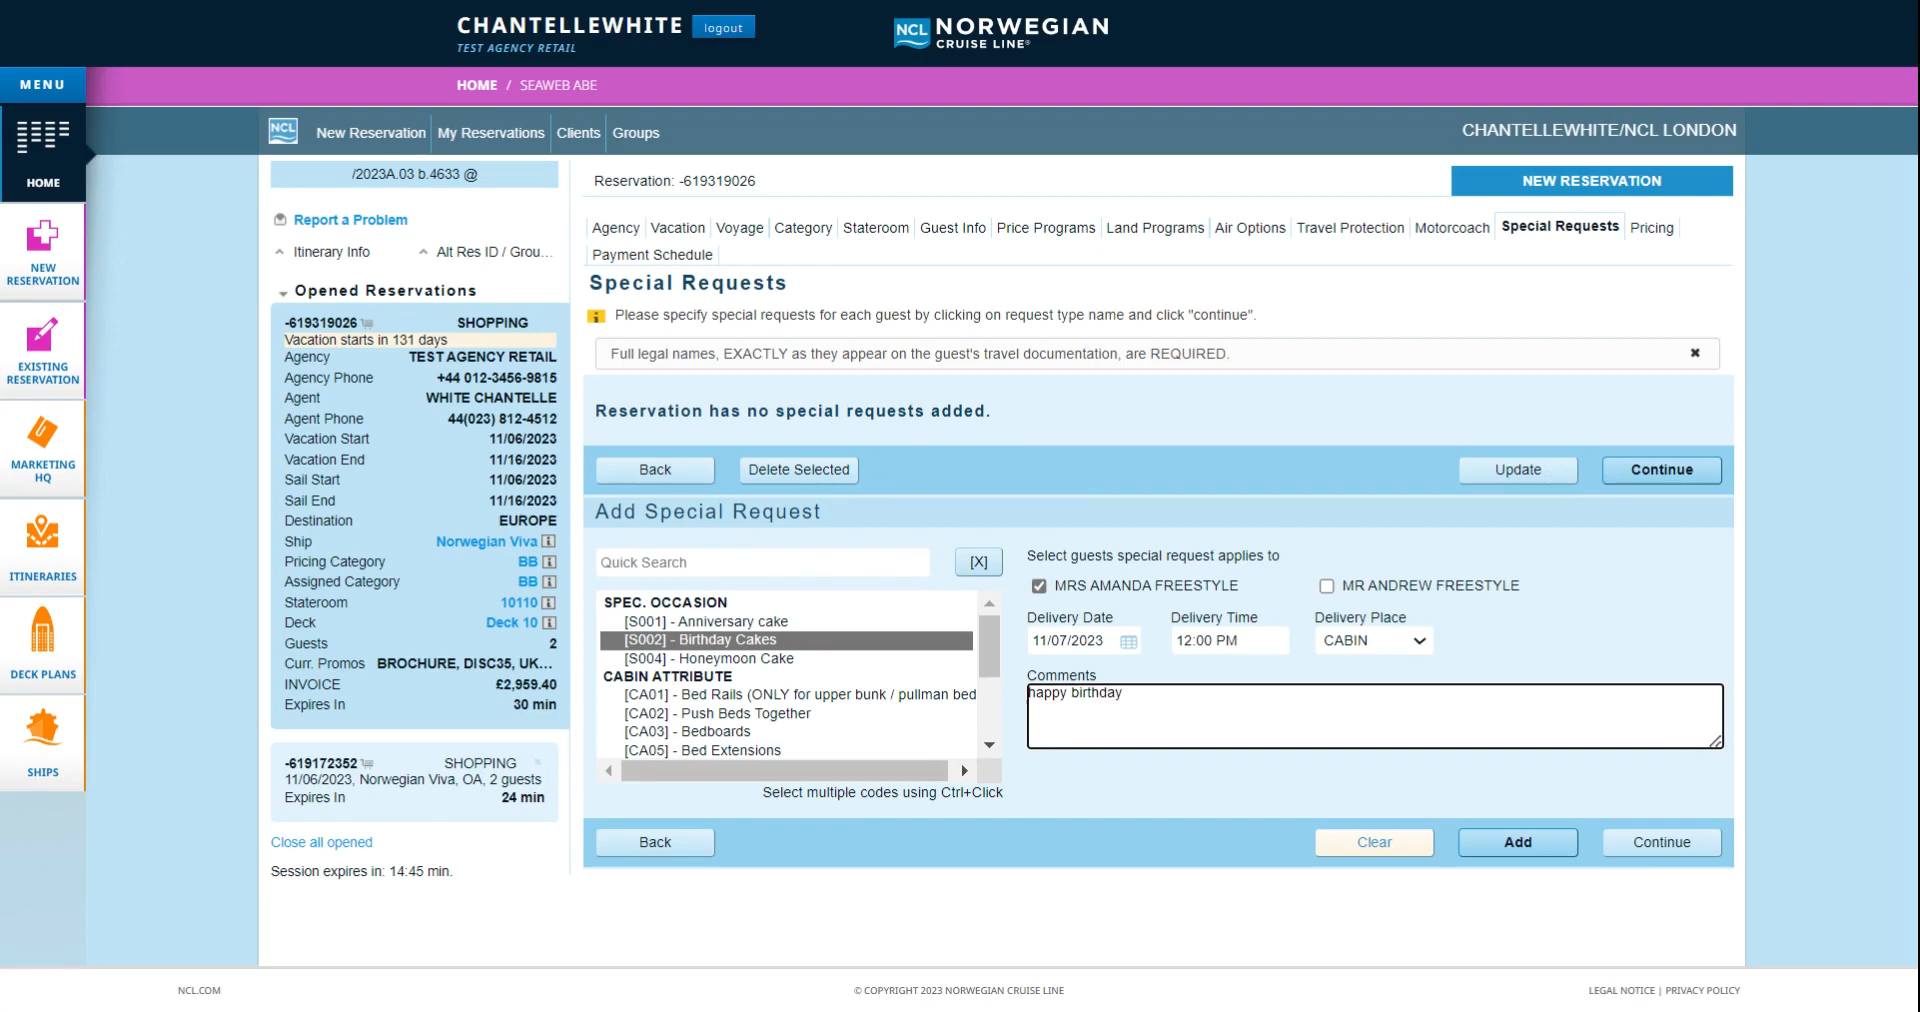 CHANTELLEWHITE logout
TEST AGENCY RETAIL
NCL NORWEGIAN
CRUISE LINE®
MENU
HOME / SEAWEB ABE
HOME
NEW
RESERVATION
EXISTING
RESERVATION
MARKETING
HQ
ITINERARIES
DECK PLANS
SHIPS
NCL New Reservation My Reservations Clients Groups
CHANTELLEWHITE/NCL LONDON
/2023A.03 b.4633 @
Report a Problem
Itinerary Info Alt Res ID / Grou...
Opened Reservations
-619319026 SHOPPING
Vacation starts in 131 days
Agency TEST AGENCY RETAIL
Agency Phone +44 012-3456-9815
Agent WHITE CHANTELLE
Agent Phone 44(023) 812-4512
Vacation Start 11/06/2023
Vacation End 11/16/2023
Sail Start 11/06/2023
Sail End 11/16/2023
Destination EUROPE
Ship Norwegian Viva i
Pricing Category BB i
Assigned Category BB i
Stateroom 10110 i
Deck Deck 10 i
Guests 2
Curr. Promos BROCHURE, DISC35, UK...
INVOICE £2,959.40
Expires In 30 min
-619172352 SHOPPING
11/06/2023, Norwegian Viva, OA, 2 guests
Expires In 24 min
Close all opened
Session expires in: 14:45 min.
Reservation: -619319026
NEW RESERVATION
Agency Vacation Voyage Category Stateroom Guest Info Price Programs Land Programs Air Options Travel Protection Motorcoach Special Requests Pricing
Payment Schedule
Special Requests
i Please specify special requests for each guest by clicking on request type name and click "continue".
Full legal names, EXACTLY as they appear on the guest's travel documentation, are REQUIRED. ✖
Reservation has no special requests added.
Back Delete Selected Update Continue
Add Special Request
Quick Search [X]
SPEC. OCCASION
[S001] - Anniversary cake
[S002] - Birthday Cakes
[S004] - Honeymoon Cake
CABIN ATTRIBUTE
[CA01] - Bed Rails (ONLY for upper bunk / pullman bed
[CA02] - Push Beds Together
[CA03] - Bedboards
[CA05] - Bed Extensions
Select multiple codes using Ctrl+Click
Select guests special request applies to
MRS AMANDA FREESTYLE MR ANDREW FREESTYLE
Delivery Date Delivery Time Delivery Place
11/07/2023 12:00 PM CABIN
Comments
happy birthday
Back Clear Add Continue
NCL.COM
© COPYRIGHT 2023 NORWEGIAN CRUISE LINE
LEGAL NOTICE | PRIVACY POLICY